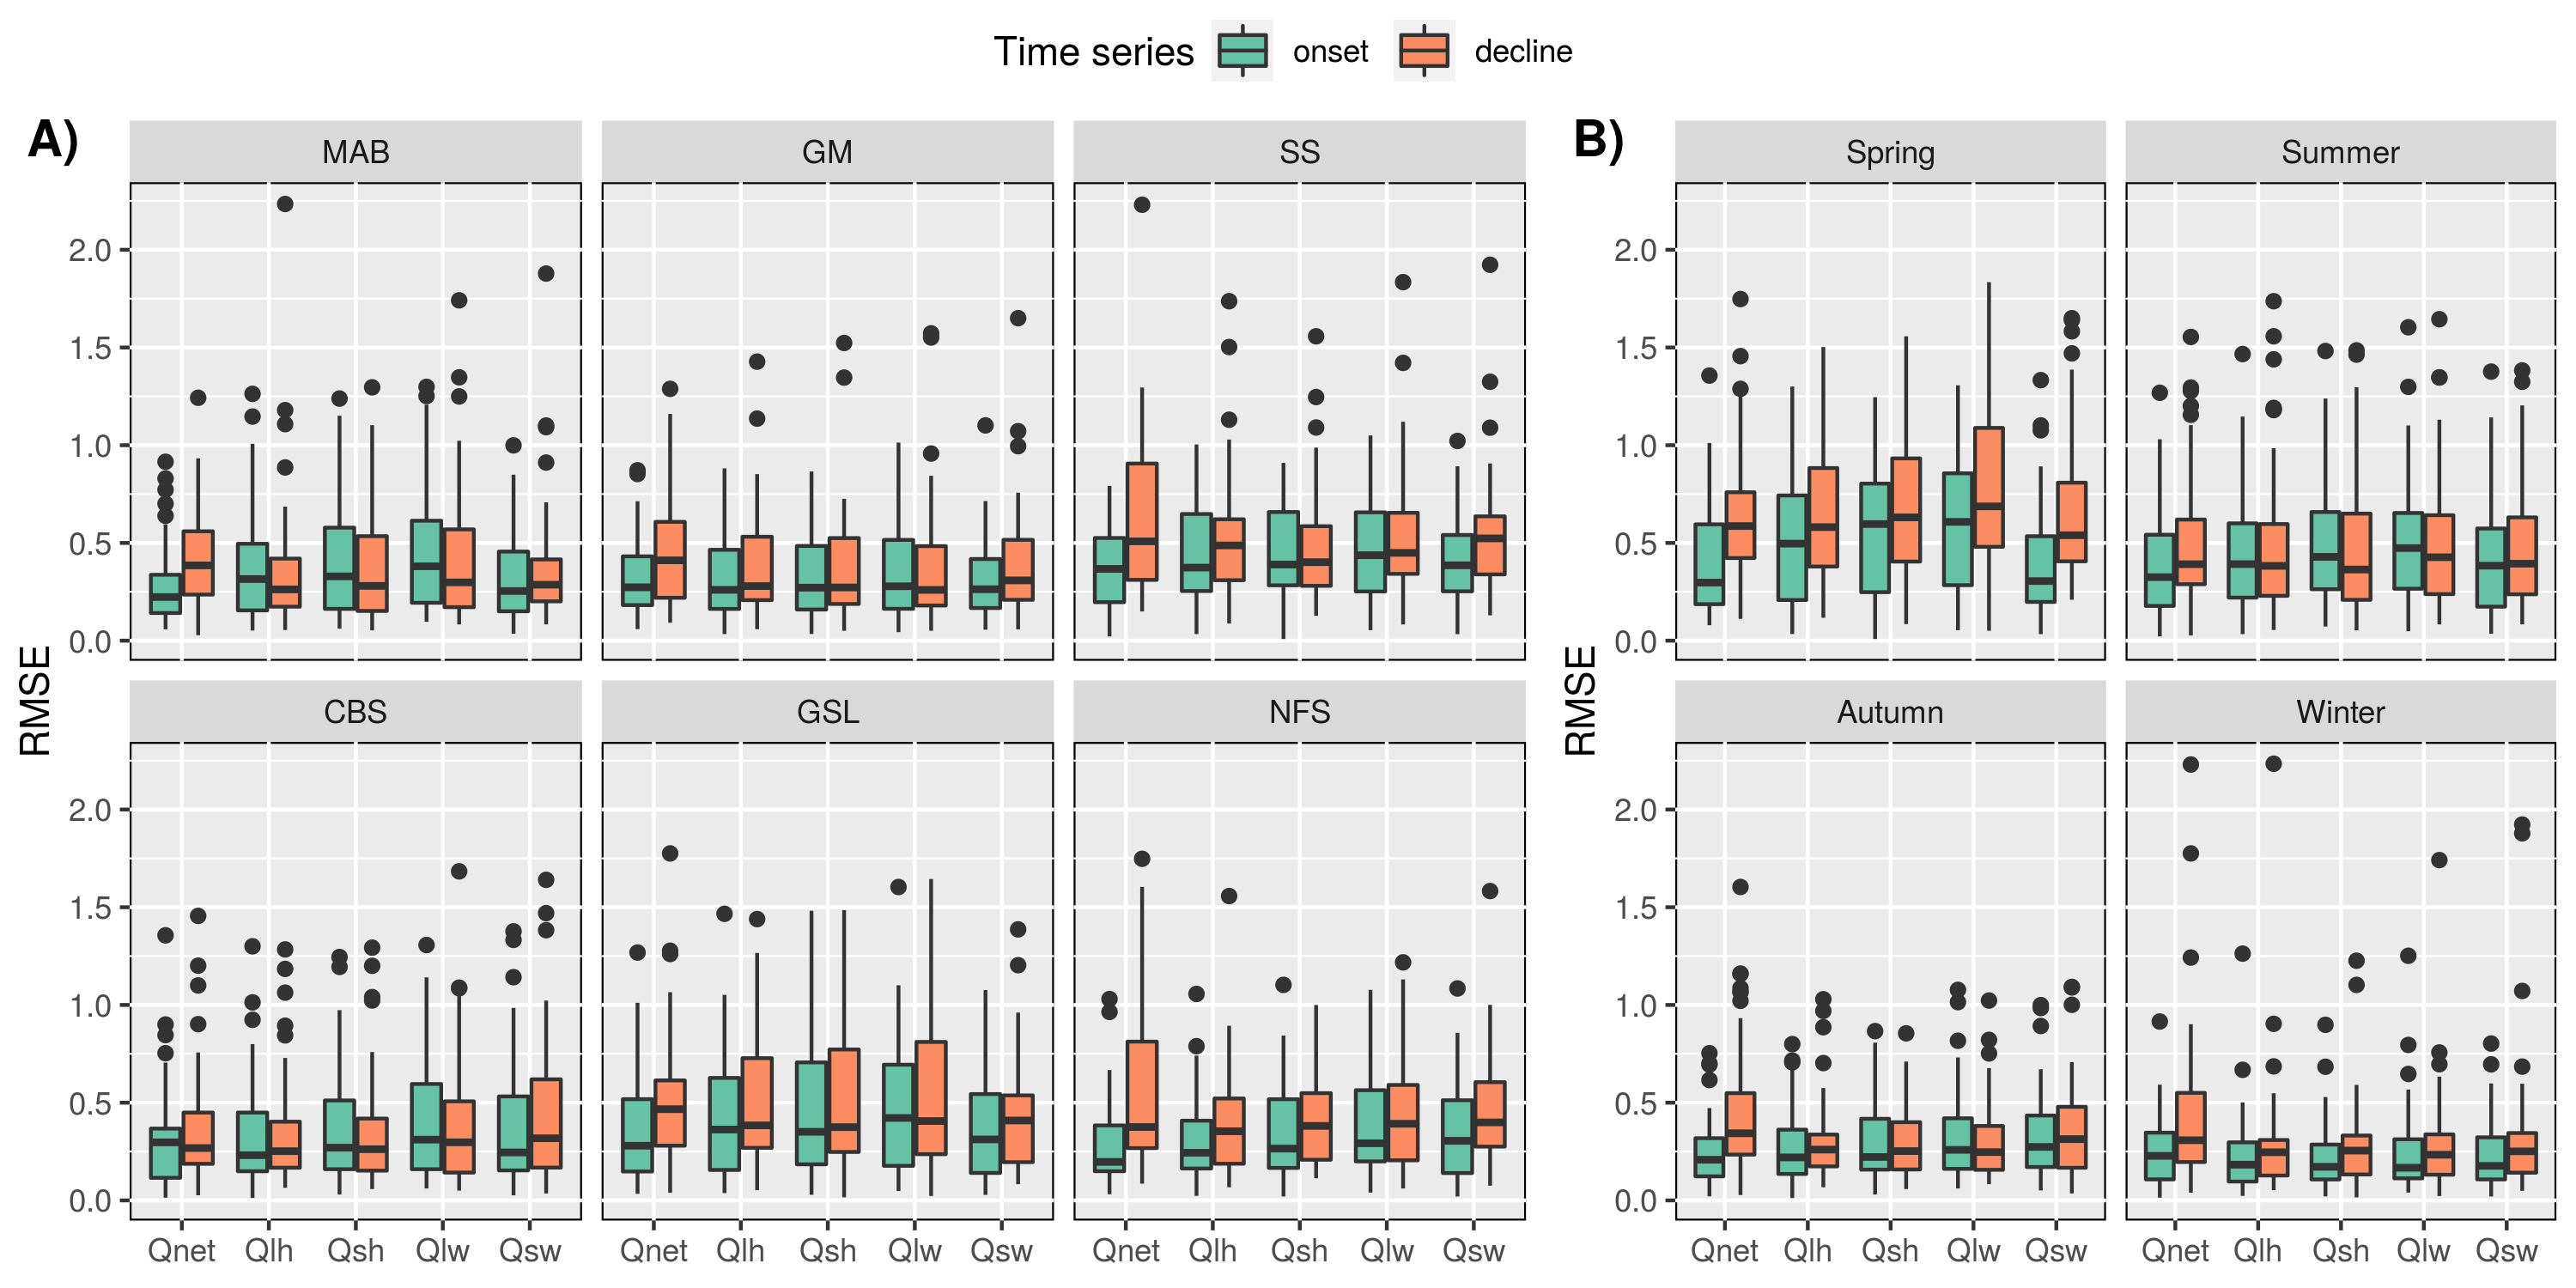 Time series onset decline
A) MAB GM SS B) Spring Summer
2.0 2.0
1.5 1.5
1.0 1.0
0.5 0.5
0.0 0.0
RMSE RMSE
CBS GSL NFS Autumn Winter
2.0 2.0
1.5 1.5
1.0 1.0
0.5 0.5
0.0 0.0
Qnet Qlh Qsh Qlw Qsw Qnet Qlh Qsh Qlw Qsw Qnet Qlh Qsh Qlw Qsw Qnet Qlh Qsh Qlw Qsw Qnet Qlh Qsh Qlw Qsw